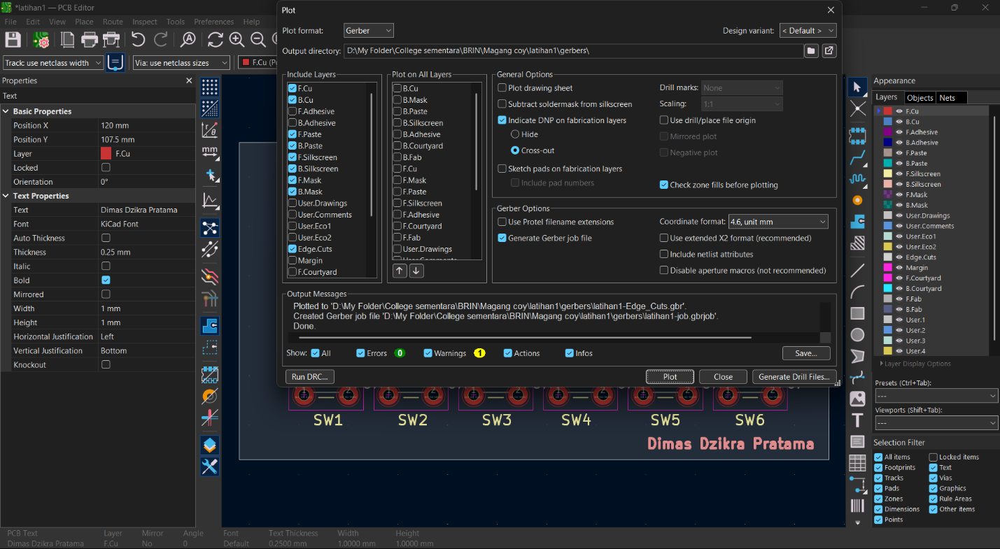 *latihan1 — PCB Editor
File Edit View Place Route Inspect Tools Preferences Help
Track: use netclass width
Via: use netclass sizes
Properties
Text
Basic Properties
Position X 120 mm
Position Y 107.5 mm
Layer F.Cu
Locked
Orientation 0°
Text Properties
Text Dimas Dzikra Pratama
Font KiCad Font
Auto Thickness
Thickness 0.25 mm
Italic
Bold
Mirrored
Width 1 mm
Height 1 mm
Horizontal Justification Left
Vertical Justification Bottom
Knockout
mm
Plot
Plot format: Gerber
Design variant: < Default >
Output directory: D:\My Folder\College sementara\BRIN\Magang coy\latihan1\gerbers\
Include Layers
F.Cu
B.Cu
F.Adhesive
B.Adhesive
F.Paste
B.Paste
F.Silkscreen
B.Silkscreen
F.Mask
B.Mask
User.Drawings
User.Comments
User.Eco1
User.Eco2
Edge.Cuts
Margin
F.Courtyard
Plot on All Layers
B.Cu
B.Mask
B.Paste
B.Silkscreen
B.Adhesive
B.Courtyard
B.Fab
F.Cu
F.Mask
F.Paste
F.Silkscreen
F.Adhesive
F.Courtyard
F.Fab
User.Drawings
General Options
Plot drawing sheet
Subtract soldermask from silkscreen
Indicate DNP on fabrication layers
Hide
Cross-out
Sketch pads on fabrication layers
Include pad numbers
Drill marks: None
Scaling: 1:1
Use drill/place file origin
Mirrored plot
Negative plot
Check zone fills before plotting
Gerber Options
Use Protel filename extensions
Generate Gerber job file
Coordinate format: 4.6, unit mm
Use extended X2 format (recommended)
Include netlist attributes
Disable aperture macros (not recommended)
Output Messages
Plotted to 'D:\My Folder\College sementara\BRIN\Magang coy\latihan1\gerbers\latihan1-Edge_Cuts.gbr'.
Created Gerber job file 'D:\My Folder\College sementara\BRIN\Magang coy\latihan1\gerbers\latihan1-job.gbrjob'.
Done.
Show: All Errors 0 Warnings 1 Actions Infos Save...
Run DRC... Plot Close Generate Drill Files...
SW1 SW2 SW3 SW4 SW5 SW6
Dimas Dzikra Pratama
Appearance
Layers Objects Nets
F.Cu
B.Cu
F.Adhesive
B.Adhesive
F.Paste
B.Paste
F.Silkscreen
B.Silkscreen
F.Mask
B.Mask
User.Drawings
User.Comments
User.Eco1
User.Eco2
Edge.Cuts
Margin
F.Courtyard
B.Courtyard
F.Fab
B.Fab
User.1
User.2
User.3
User.4
Layer Display Options
Presets (Ctrl+Tab):
---
Viewports (Shift+Tab):
---
Selection Filter
All items Locked items
Footprints Text
Tracks Vias
Pads Graphics
Zones Rule Areas
Dimensions Other items
Points
PCB Text Layer Mirror Angle Font Text Thickness Width Height
Dimas Dzikra Pratama F.Cu No 0 Default 0.2500 mm 1.0000 mm 1.0000 mm